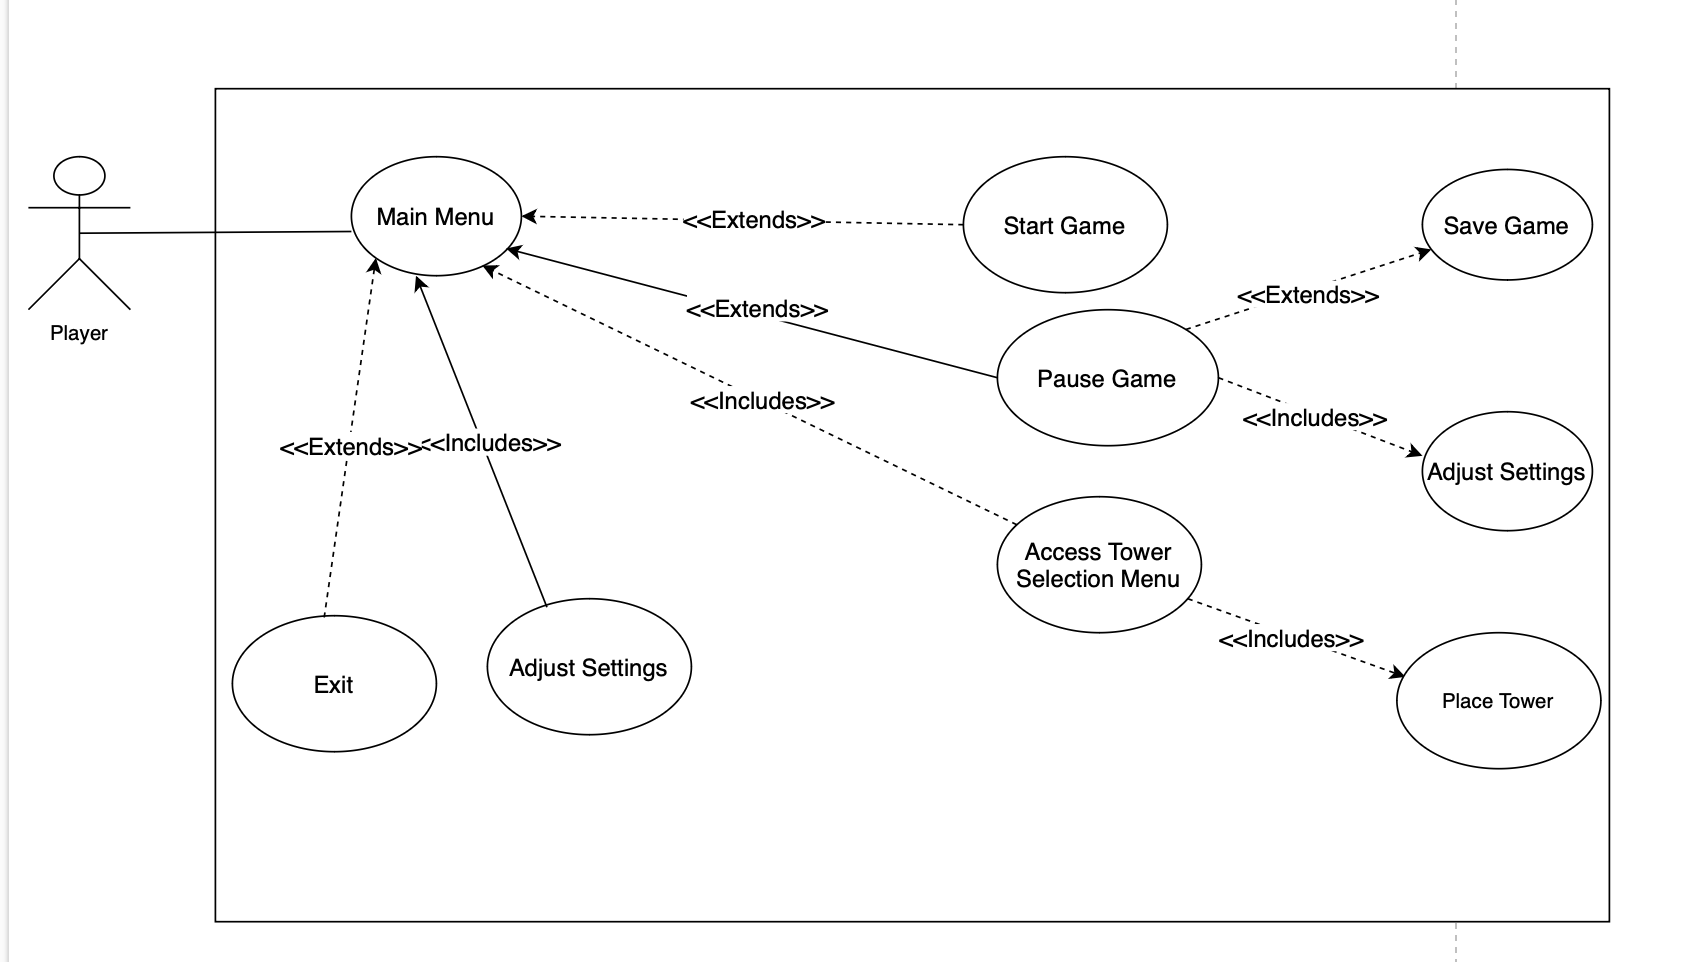 Main Menu
<<Extends>>
Start Game
Save Game
<<Extends>>
<<Extends>>
Player
Pause Game
<<Includes>>
<<Includes>>
<<Extends>>
<<Includes>>
Adjust Settings
Access Tower
Selection Menu
<<Includes>>
Exit
Adjust Settings
Place Tower